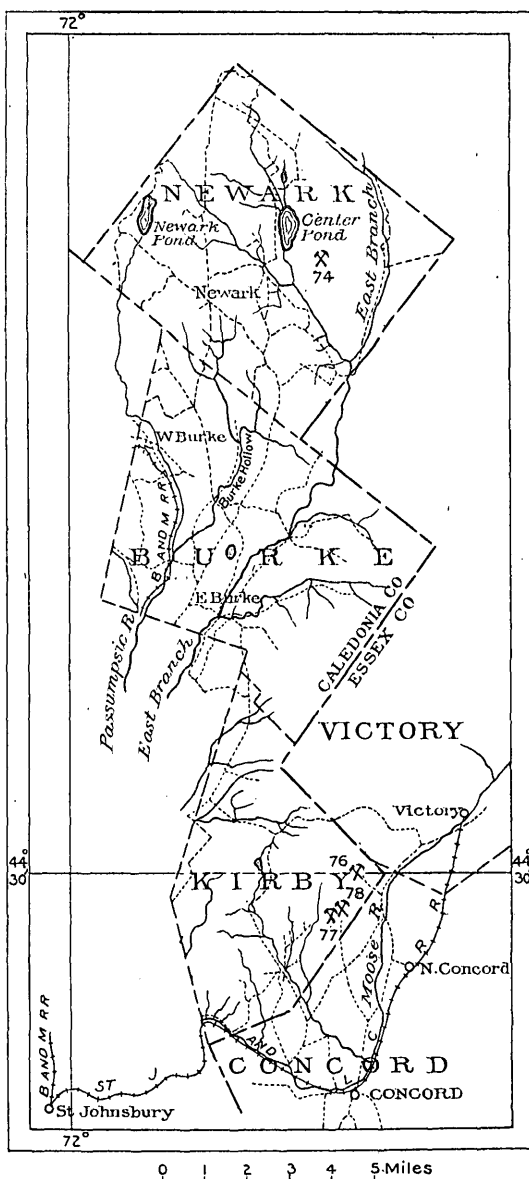 72°
NEWARK
Newark
Pond
Center
Pond
74
East Branch
Newark
W Burke
Burke Hollow
B AND M RR
BURKE
E Burke
CALEDONIA CO
ESSEX CO
Passumpsic R
East Branch
VICTORY
Victory
44°
30'
44°
30'
76
KIRBY
78
77
Moose R
R R
N. Concord
B AND M RR
ST J AND L C
CONCORD
St Johnsbury
CONCORD
72°
0 1 2 3 4 5 Miles